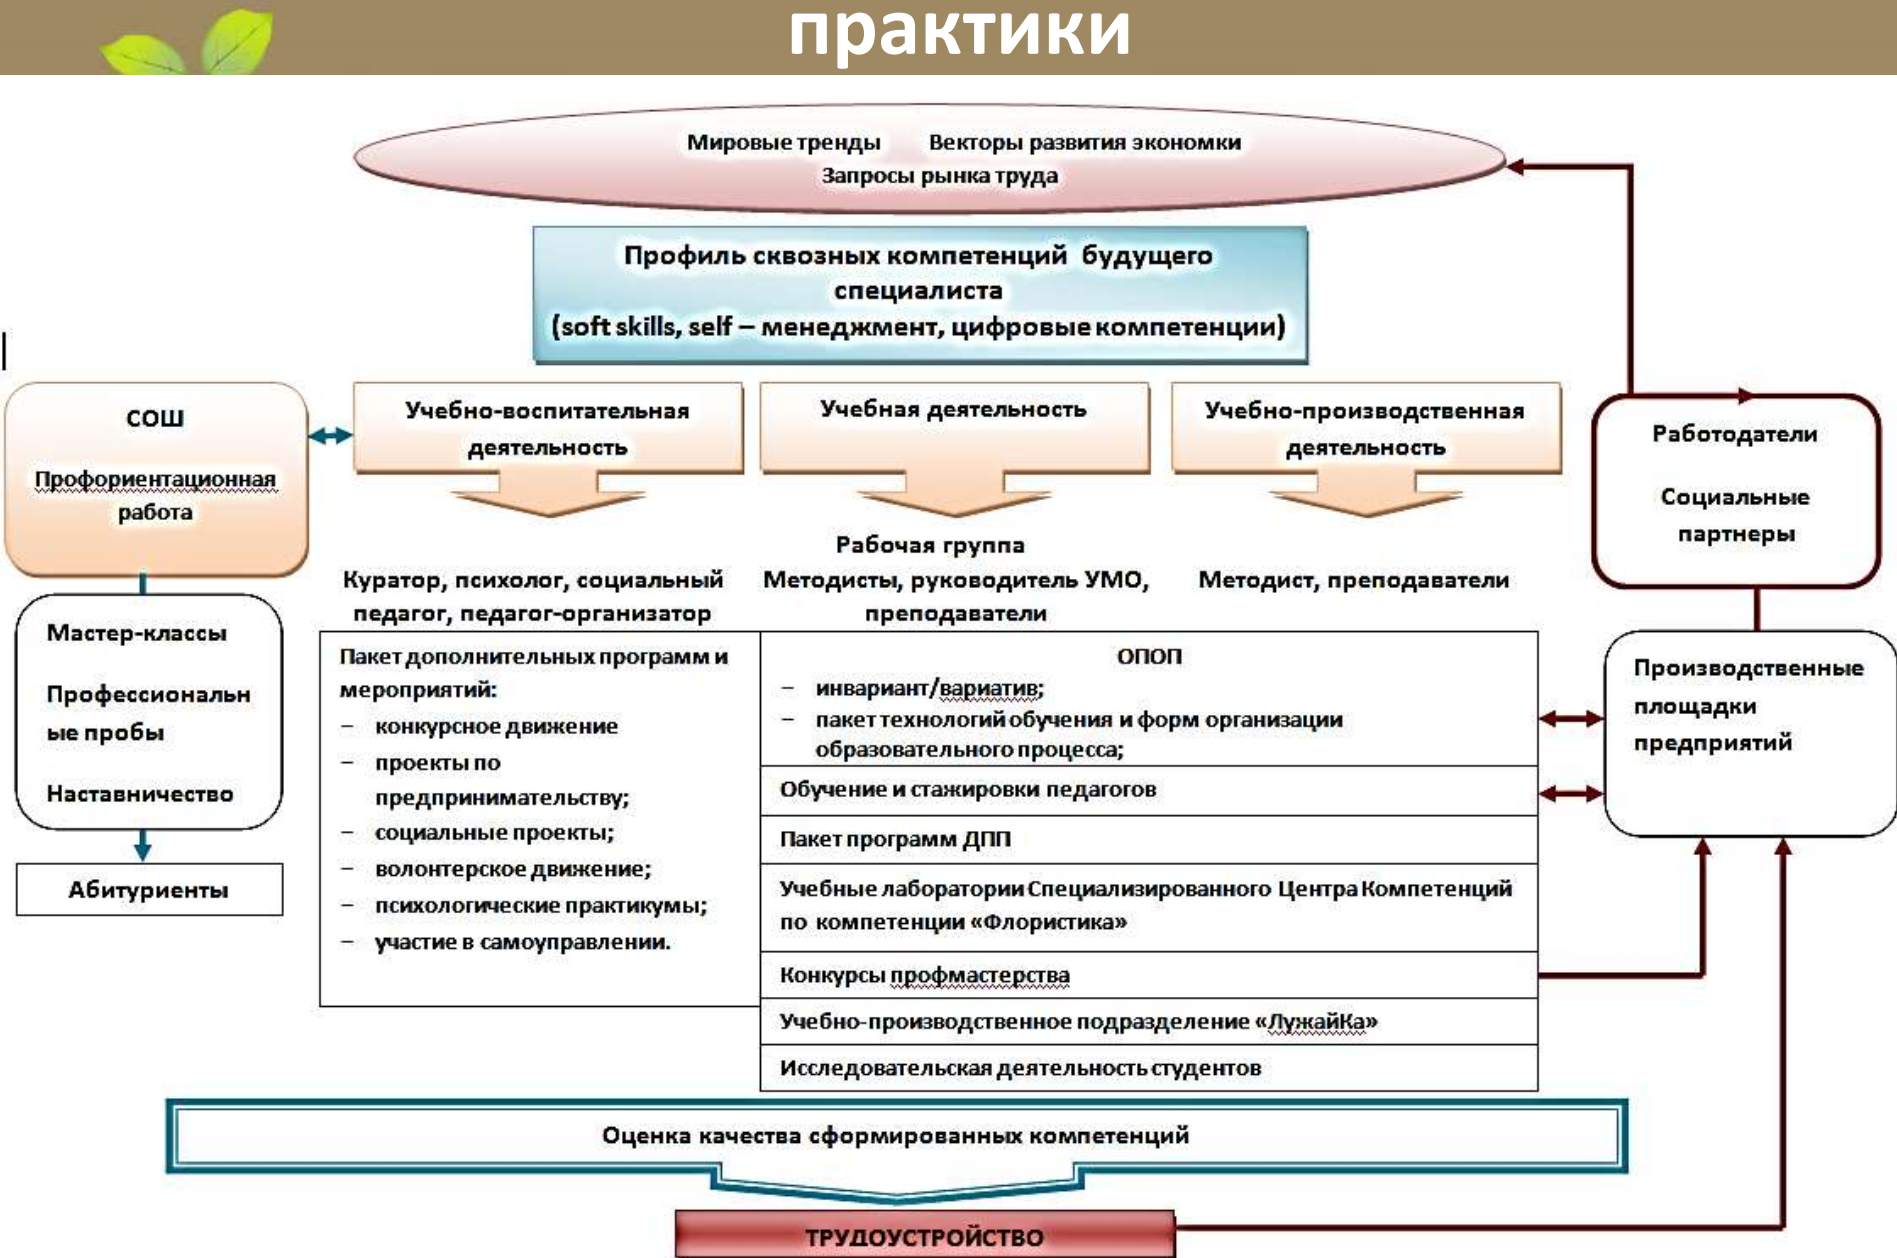 практики
Мировые тренды Векторы развития экономки
Запросы рынка труда
Профиль сквозных компетенций будущего
специалиста
(soft skills, self – менеджмент, цифровые компетенции)
СОШ
Профориентационная
работа
Учебно-воспитательная
деятельность
Учебная деятельность
Учебно-производственная
деятельность
Работодатели
Социальные
партнеры
Рабочая группа
Куратор, психолог, социальный
педагог, педагог-организатор
Методисты, руководитель УМО,
преподаватели
Методист, преподаватели
Мастер-классы
Профессиональн
ые пробы
Наставничество
Абитуриенты
Пакет дополнительных программ и
мероприятий:
– конкурсное движение
– проекты по
предпринимательству;
– социальные проекты;
– волонтерское движение;
– психологические практикумы;
– участие в самоуправлении.
ОПОП
– инвариант/вариатив;
– пакет технологий обучения и форм организации
образовательного процесса;
Обучение и стажировки педагогов
Пакет программ ДПП
Учебные лаборатории Специализированного Центра Компетенций
по компетенции «Флористика»
Конкурсы профмастерства
Учебно-производственное подразделение «ЛужайКа»
Исследовательская деятельность студентов
Производственные
площадки
предприятий
Оценка качества сформированных компетенций
ТРУДОУСТРОЙСТВО